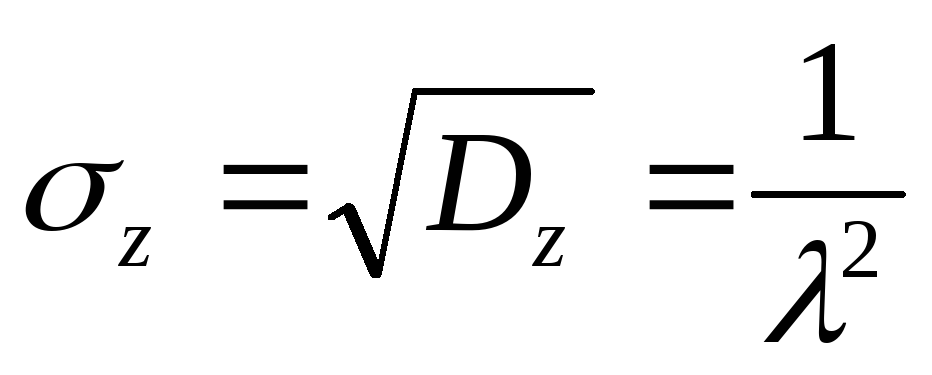 σ_z = √D_z = 1/λ²